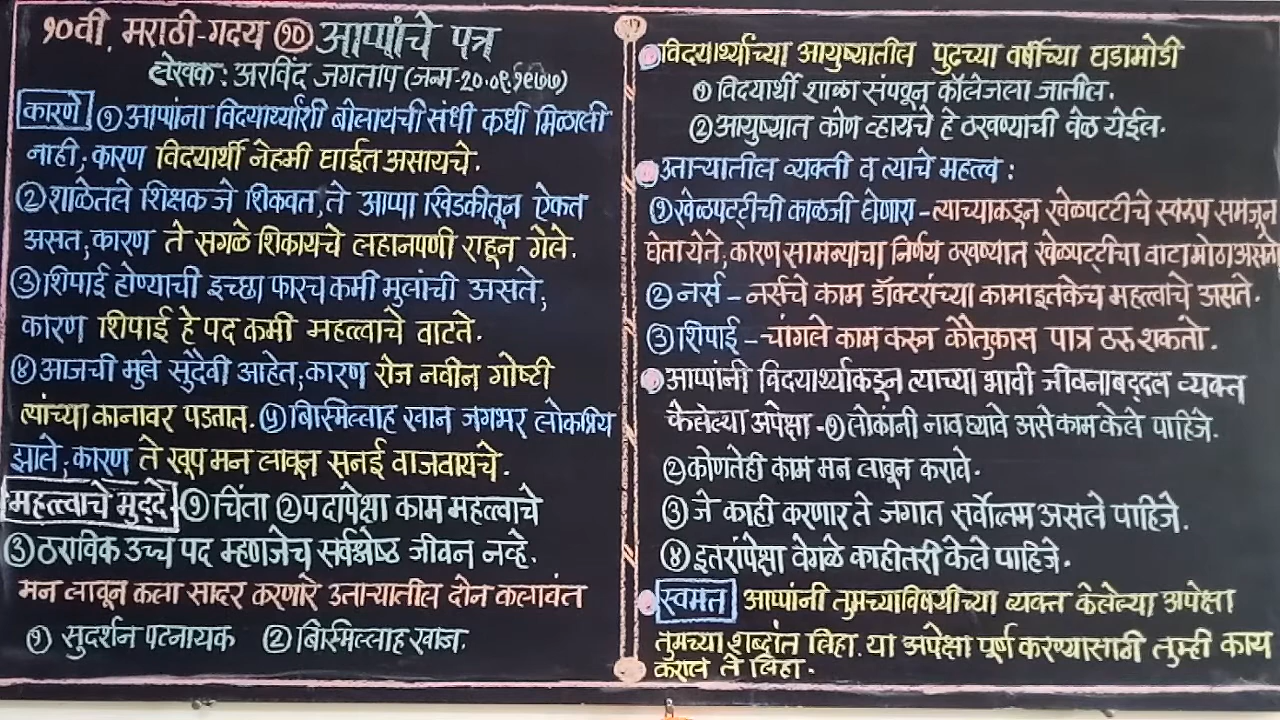 १०वी. मराठी-गदय १० आप्पांचे पत्र
लेखक: अरविंद जगताप (जन्म-२०.०९.१९७७)
कारणे १ आप्पांना विदयार्थ्यांशी बोलायची संधी कधी मिळाली
नाही; कारण विदयार्थी नेहमी घाईत असायचे.
२ शाळेतले शिक्षक जे शिकवत, ते आप्पा खिडकीतून ऐकत
असत; कारण ते सगळे शिकायचे लहानपणी राहून गेले.
३ शिपाई होण्याची इच्छा फारच कमी मुलांची असते;
कारण शिपाई हे पद कमी महत्त्वाचे वाटते.
४ आजची मुले सुदैवी आहेत; कारण रोज नवीन गोष्टी
त्यांच्या कानावर पडतात. ५ बिस्मिल्लाह खान जगभर लोकप्रिय
झाले; कारण ते खूप मन लावून सनई वाजवायचे.
महत्त्वाचे मुद्दे १ चिंता २ पदापेक्षा काम महत्त्वाचे
३ ठराविक उच्च पद म्हणजेच सर्वश्रेष्ठ जीवन नव्हे.
मन लावून कला सादर करणारे उताऱ्यातील दोन कलावंत
१ सुदर्शन पटनायक २ बिस्मिल्लाह खान.
विदयार्थ्यांच्या आयुष्यातील पुढच्या वर्षीच्या घडामोडी
१ विदयार्थी शाळा संपवून कॉलेजला जातील.
२ आयुष्यात कोण व्हायचे हे ठरवण्याची वेळ येईल.
उताऱ्यातील व्यक्ती व त्याचे महत्त्व:
१ खेळपट्टीची काळजी घेणारा - त्याच्याकडून खेळपटटीचे स्वरूप समजून
घेता येते, कारण सामन्याचा निर्णय ठरवण्यात खेळपट्टीचा वाटा मोठा असतो
२ नर्स - नर्सचे काम डॉक्टरांच्या कामाइतकेच महत्त्वाचे असते.
३ शिपाई - चांगले काम करून कौतुकास पात्र ठरू शकतो.
आप्पांनी विदयार्थ्यांकडून त्याच्या भावी जीवनाबद्दल व्यक्त
केलेल्या अपेक्षा - १ लोकांनी नाव घ्यावे असे काम केले पाहिजे.
२ कोणतेही काम मन लावून करावे.
३ जे काही करणार ते जगात सर्वोत्तम असले पाहिजे.
४ इतरांपेक्षा वेगळे काहीतरी केले पाहिजे.
स्वमत आप्पांनी तुमच्याविषयीच्या व्यक्त केलेल्या अपेक्षा
तुमच्या शब्दांत लिहा. या अपेक्षा पूर्ण करण्यासाठी तुम्ही काय
कराल ते लिहा.